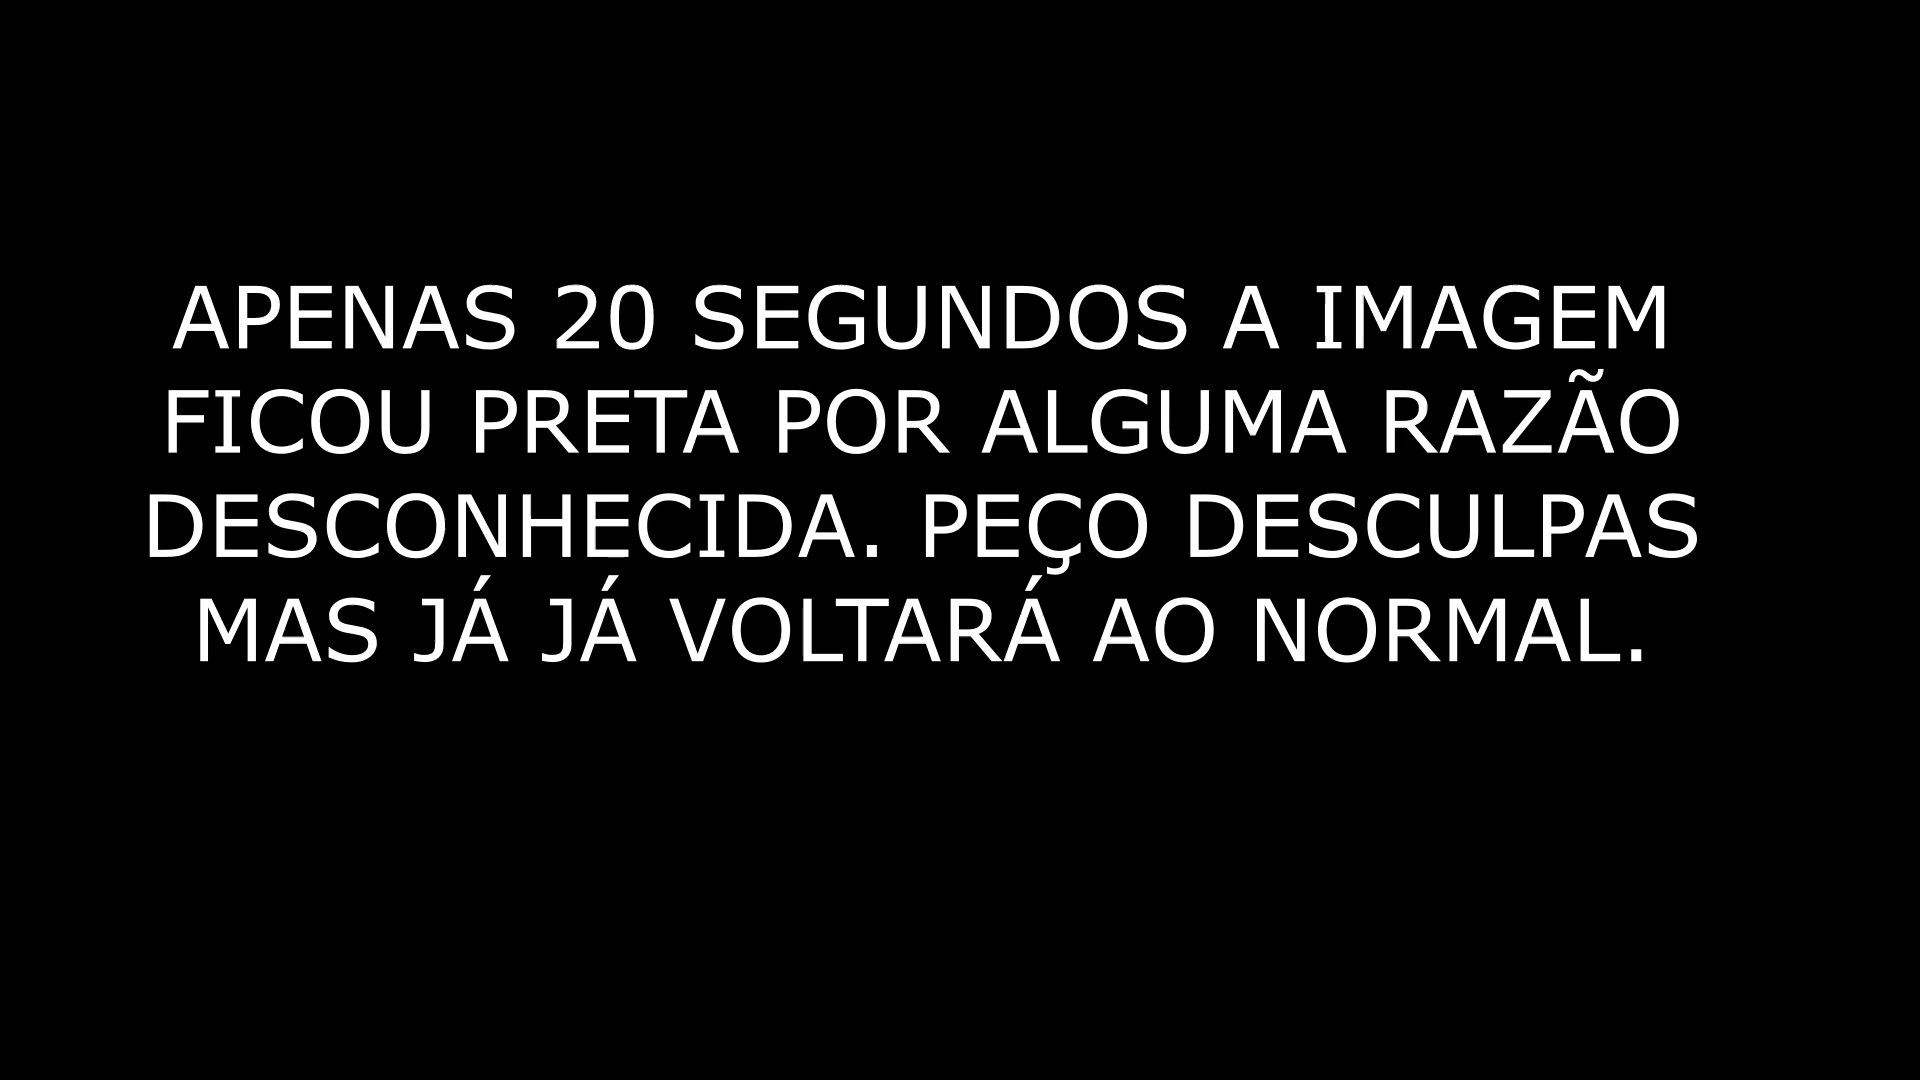 APENAS 20 SEGUNDOS A IMAGEM
FICOU PRETA POR ALGUMA RAZÃO
DESCONHECIDA. PEÇO DESCULPAS
MAS JÁ JÁ VOLTARÁ AO NORMAL.